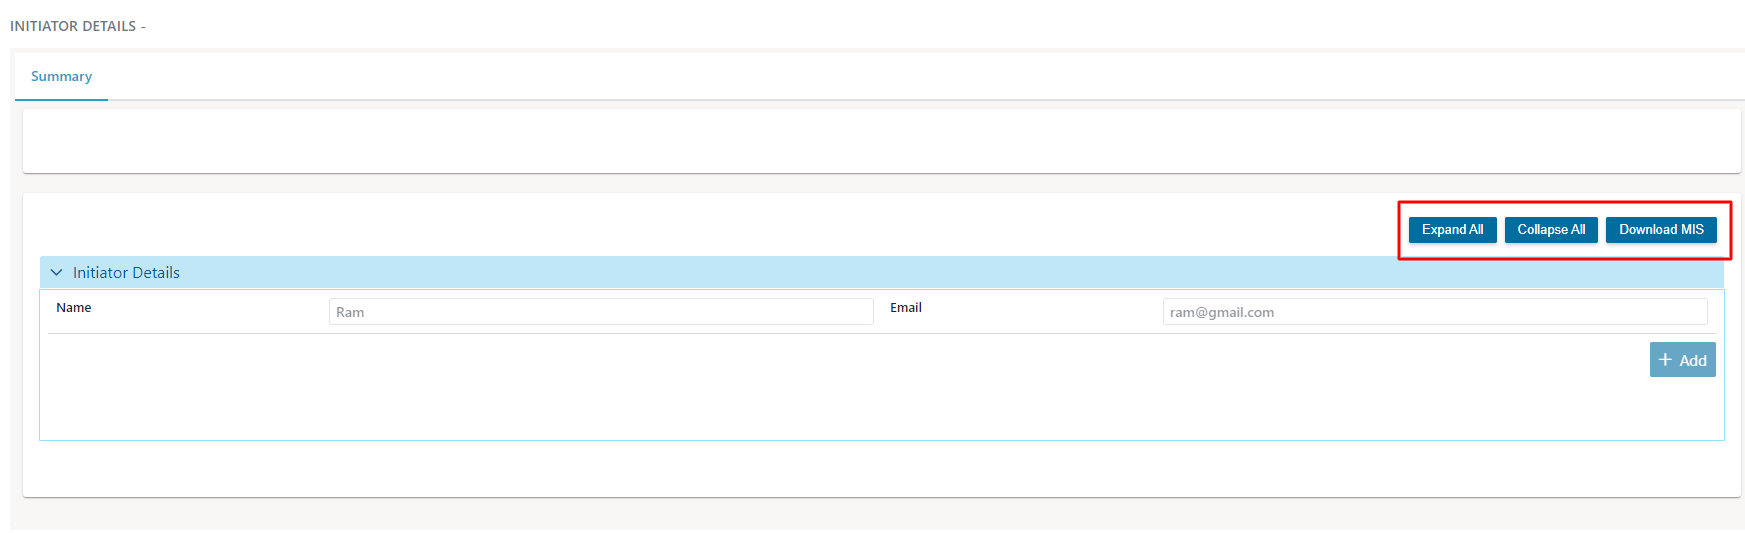 INITIATOR DETAILS -
Summary
Expand All Collapse All Download MIS
Initiator Details
Name Ram Email ram@gmail.com
+ Add